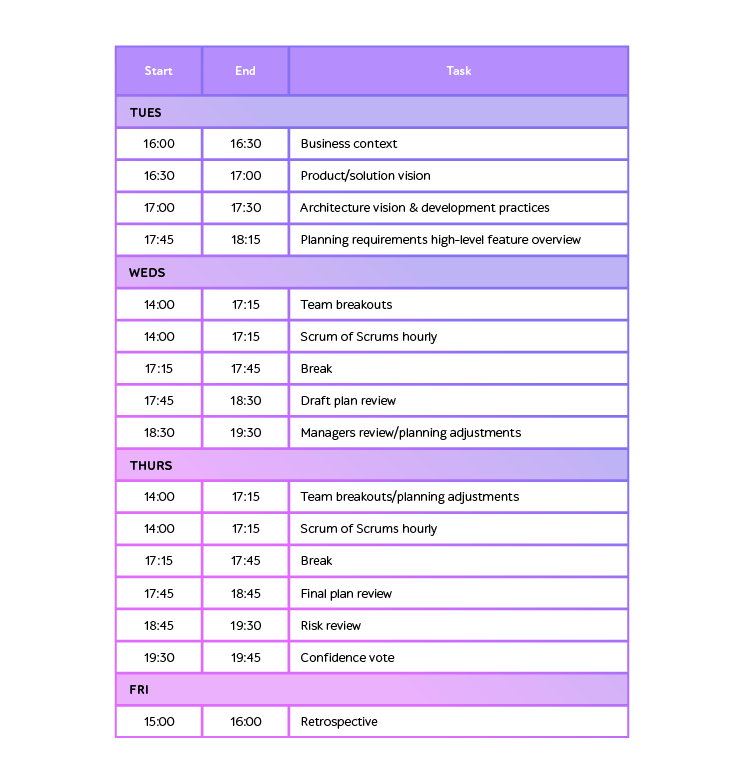 Start End Task
TUES
16:00 16:30 Business context
16:30 17:00 Product/solution vision
17:00 17:30 Architecture vision & development practices
17:45 18:15 Planning requirements high-level feature overview
WEDS
14:00 17:15 Team breakouts
14:00 17:15 Scrum of Scrums hourly
17:15 17:45 Break
17:45 18:30 Draft plan review
18:30 19:30 Managers review/planning adjustments
THURS
14:00 17:15 Team breakouts/planning adjustments
14:00 17:15 Scrum of Scrums hourly
17:15 17:45 Break
17:45 18:45 Final plan review
18:45 19:30 Risk review
19:30 19:45 Confidence vote
FRI
15:00 16:00 Retrospective